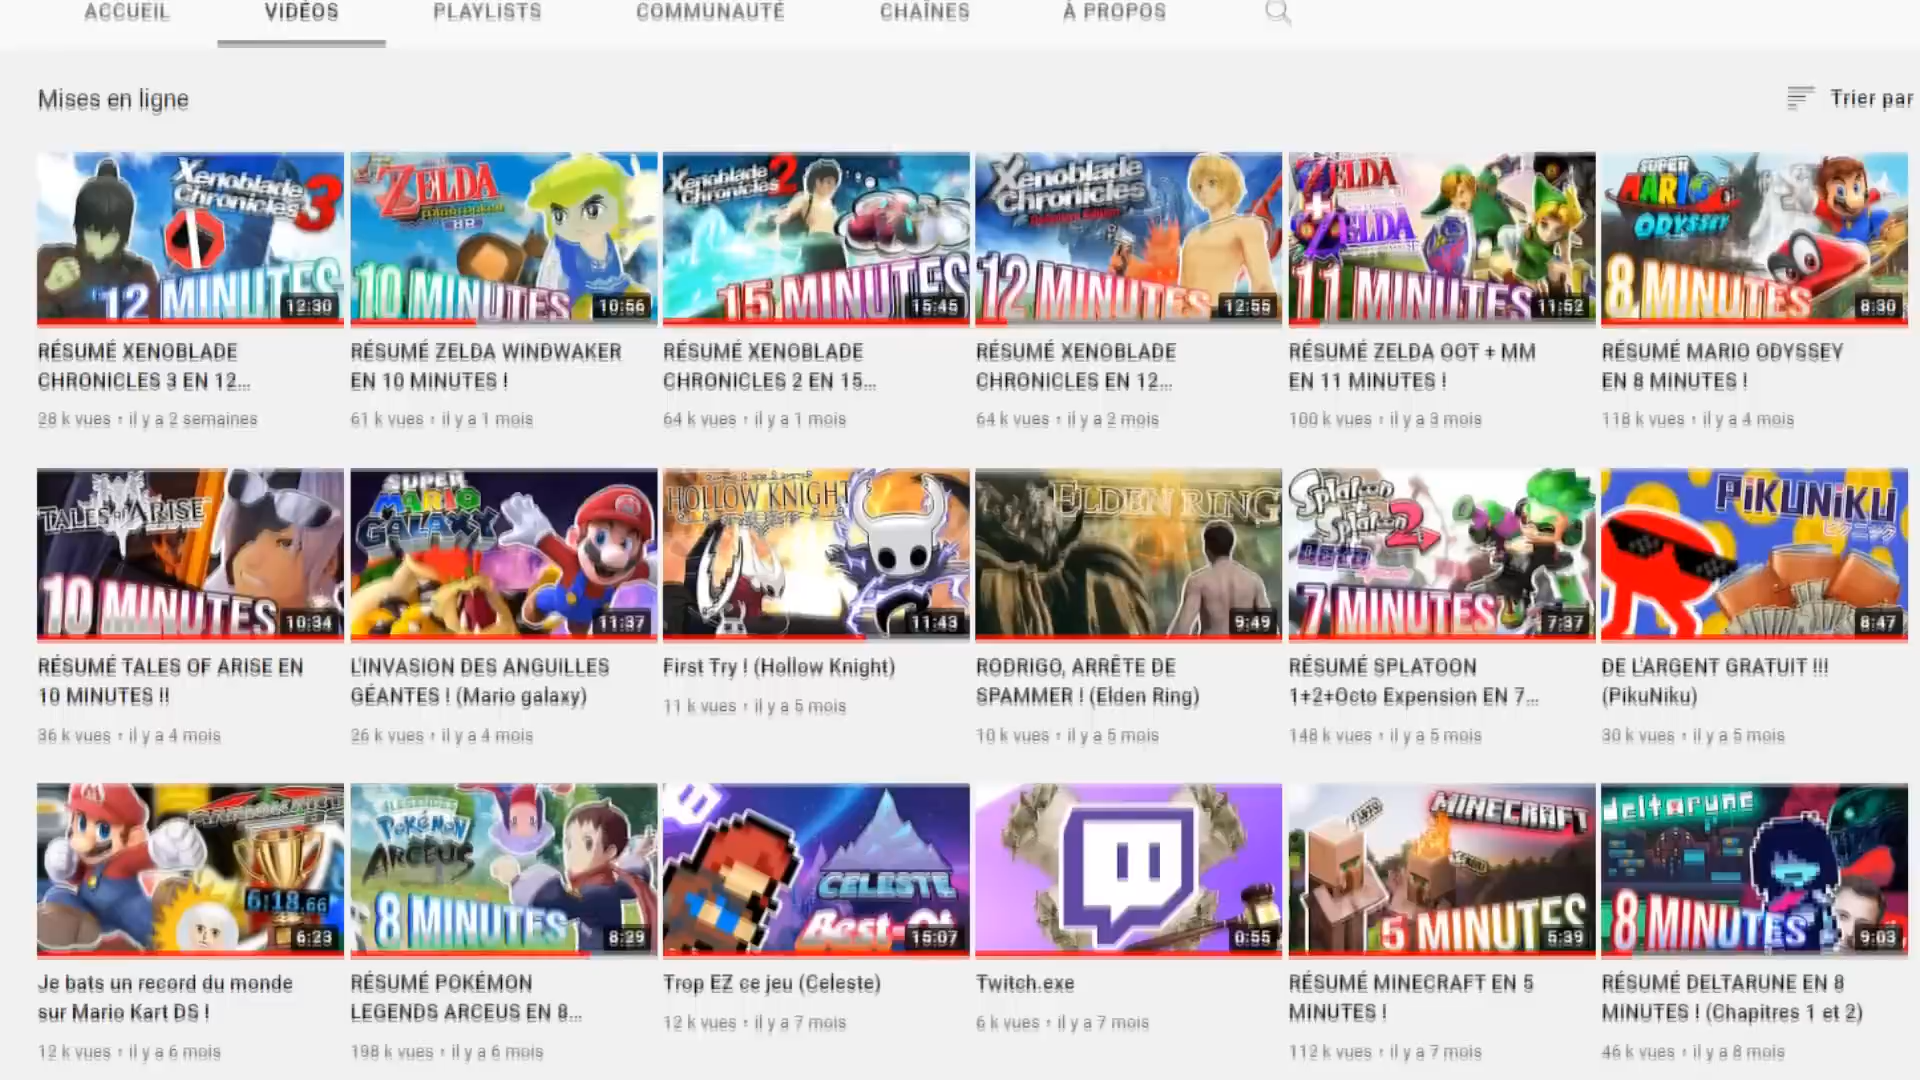 ACCUEIL VIDÉOS PLAYLISTS COMMUNAUTÉ CHAÎNES À PROPOS
Mises en ligne Trier par
Xenoblade
Chronicles 3
12 MINUTES
12:30
ZELDA
10 MINUTES
10:56
Xenoblade
Chronicles 2
15 MINUTES
15:45
Xenoblade
Chronicles
Definitive Edition
12 MINUTES
12:55
ZELDA
+
ZELDA
11 MINUTES
11:52
SUPER
MARIO
ODYSSEY
8 MINUTES
8:30
RÉSUMÉ XENOBLADE
CHRONICLES 3 EN 12...
28 k vues • il y a 2 semaines
RÉSUMÉ ZELDA WINDWAKER
EN 10 MINUTES !
61 k vues • il y a 1 mois
RÉSUMÉ XENOBLADE
CHRONICLES 2 EN 15...
64 k vues • il y a 1 mois
RÉSUMÉ XENOBLADE
CHRONICLES EN 12...
64 k vues • il y a 2 mois
RÉSUMÉ ZELDA OOT + MM
EN 11 MINUTES !
100 k vues • il y a 3 mois
RÉSUMÉ MARIO ODYSSEY
EN 8 MINUTES !
118 k vues • il y a 4 mois
TALES of ARISE
10 MINUTES
10:34
SUPER
MARIO
GALAXY
11:37
HOLLOW KNIGHT
11:43
ELDEN RING
9:49
Splatoon
+
Splatoon 2
7 MINUTES
7:37
PiKUNiKU
ピクニック
8:47
RÉSUMÉ TALES OF ARISE EN
10 MINUTES !!
36 k vues • il y a 4 mois
L'INVASION DES ANGUILLES
GÉANTES ! (Mario galaxy)
26 k vues • il y a 4 mois
First Try ! (Hollow Knight)
11 k vues • il y a 5 mois
RODRIGO, ARRÊTE DE
SPAMMER ! (Elden Ring)
10 k vues • il y a 5 mois
RÉSUMÉ SPLATOON
1+2+Octo Expension EN 7...
148 k vues • il y a 5 mois
DE L'ARGENT GRATUIT !!!
(PikuNiku)
30 k vues • il y a 5 mois
MARIOKART
DS
6:18.66
6:23
LÉGENDES
POKÉMON
ARCEUS
8 MINUTES
8:29
CELESTE
Best-Of
15:07
0:55
MINECRAFT
5 MINUTES
5:39
deltarune
8 MINUTES
9:03
Je bats un record du monde
sur Mario Kart DS !
12 k vues • il y a 6 mois
RÉSUMÉ POKÉMON
LEGENDS ARCEUS EN 8...
198 k vues • il y a 6 mois
Trop EZ ce jeu (Celeste)
12 k vues • il y a 7 mois
Twitch.exe
6 k vues • il y a 7 mois
RÉSUMÉ MINECRAFT EN 5
MINUTES !
112 k vues • il y a 7 mois
RÉSUMÉ DELTARUNE EN 8
MINUTES ! (Chapitres 1 et 2)
46 k vues • il y a 8 mois